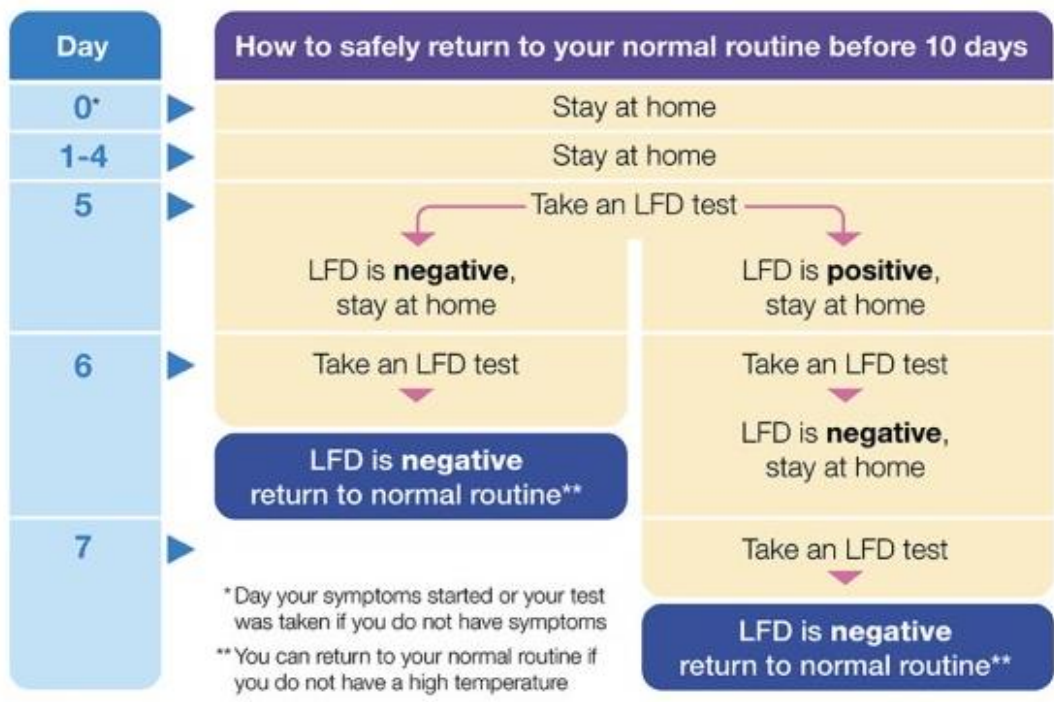 Day
How to safely return to your normal routine before 10 days
0*
Stay at home
1-4
Stay at home
5
Take an LFD test
LFD is negative,
stay at home
LFD is positive,
stay at home
6
Take an LFD test
LFD is negative
return to normal routine**
Take an LFD test
LFD is negative,
stay at home
7
Take an LFD test
LFD is negative
return to normal routine**
* Day your symptoms started or your test
was taken if you do not have symptoms
** You can return to your normal routine if
you do not have a high temperature